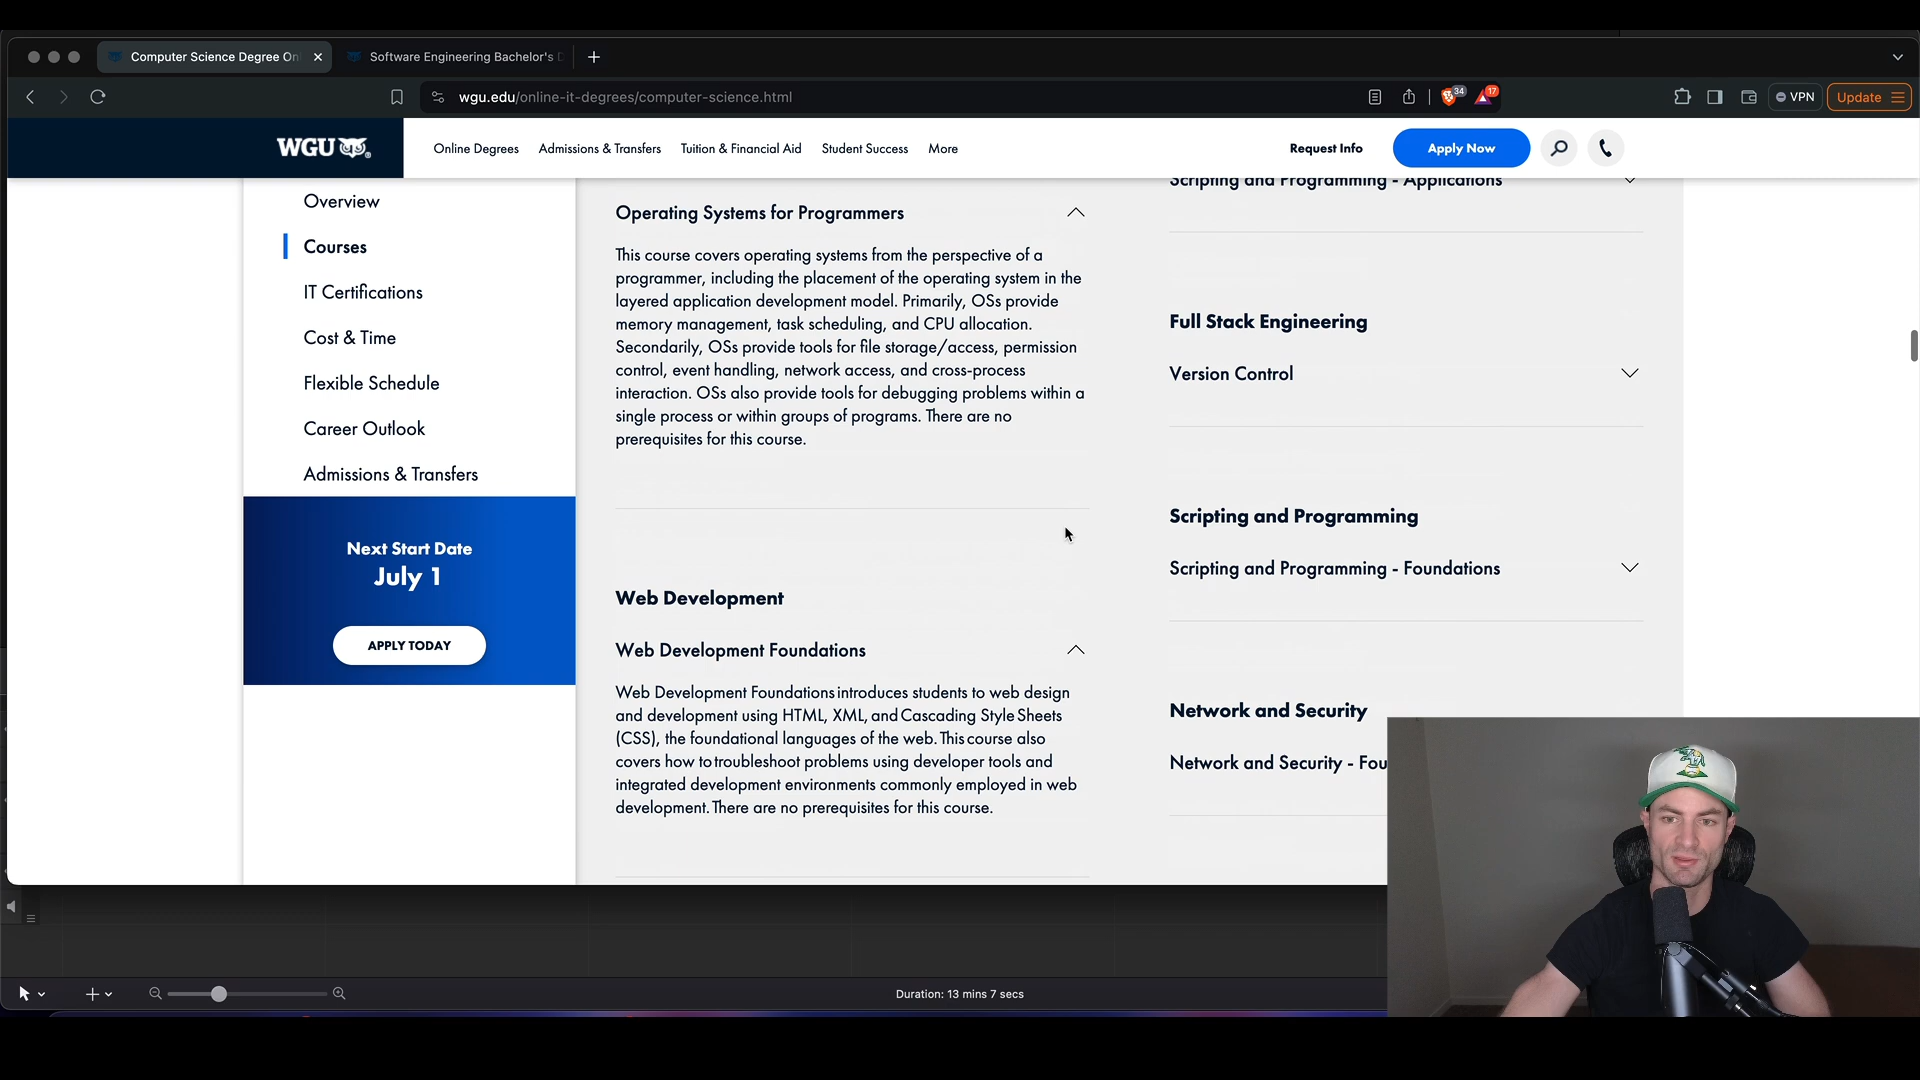 Computer Science Degree On
Software Engineering Bachelor's D
wgu.edu/online-it-degrees/computer-science.html
34
17
VPN
Update
WGU
Online Degrees
Admissions & Transfers
Tuition & Financial Aid
Student Success
More
Request Info
Apply Now
Overview
Courses
IT Certifications
Cost & Time
Flexible Schedule
Career Outlook
Admissions & Transfers
Next Start Date
July 1
APPLY TODAY
Operating Systems for Programmers
This course covers operating systems from the perspective of a
programmer, including the placement of the operating system in the
layered application development model. Primarily, OSs provide
memory management, task scheduling, and CPU allocation.
Secondarily, OSs provide tools for file storage/access, permission
control, event handling, network access, and cross-process
interaction. OSs also provide tools for debugging problems within a
single process or within groups of programs. There are no
prerequisites for this course.
Web Development
Web Development Foundations
Web Development Foundations introduces students to web design
and development using HTML, XML, and Cascading Style Sheets
(CSS), the foundational languages of the web. This course also
covers how to troubleshoot problems using developer tools and
integrated development environments commonly employed in web
development. There are no prerequisites for this course.
Scripting and Programming - Applications
Full Stack Engineering
Version Control
Scripting and Programming
Scripting and Programming - Foundations
Network and Security
Network and Security - Fou
Duration: 13 mins 7 secs